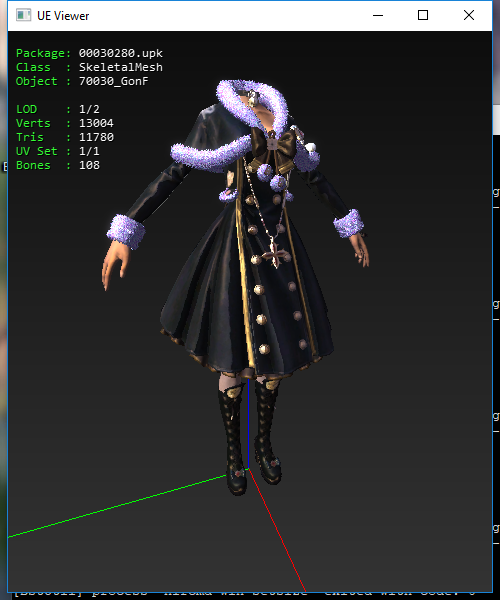 UE Viewer
Package: 00030280.upk
Class : SkeletalMesh
Object : 70030_GonF
LOD : 1/2
Verts : 13004
Tris : 11780
UV Set : 1/1
Bones : 108